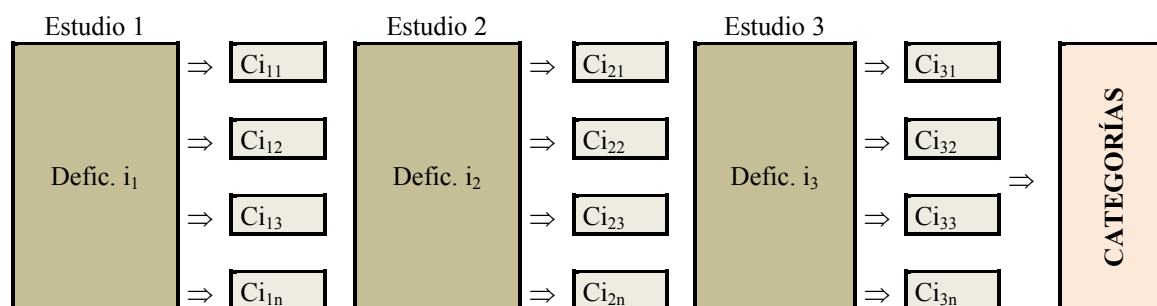 Estudio 1 Estudio 2 Estudio 3
⇒ Ci₁₁ ⇒ Ci₂₁ ⇒ Ci₃₁
⇒ Ci₁₂ ⇒ Ci₂₂ ⇒ Ci₃₂
Defic. i₁ Defic. i₂ Defic. i₃ ⇒ CATEGORÍAS
⇒ Ci₁₃ ⇒ Ci₂₃ ⇒ Ci₃₃
⇒ Ci₁ₙ ⇒ Ci₂ₙ ⇒ Ci₃ₙ